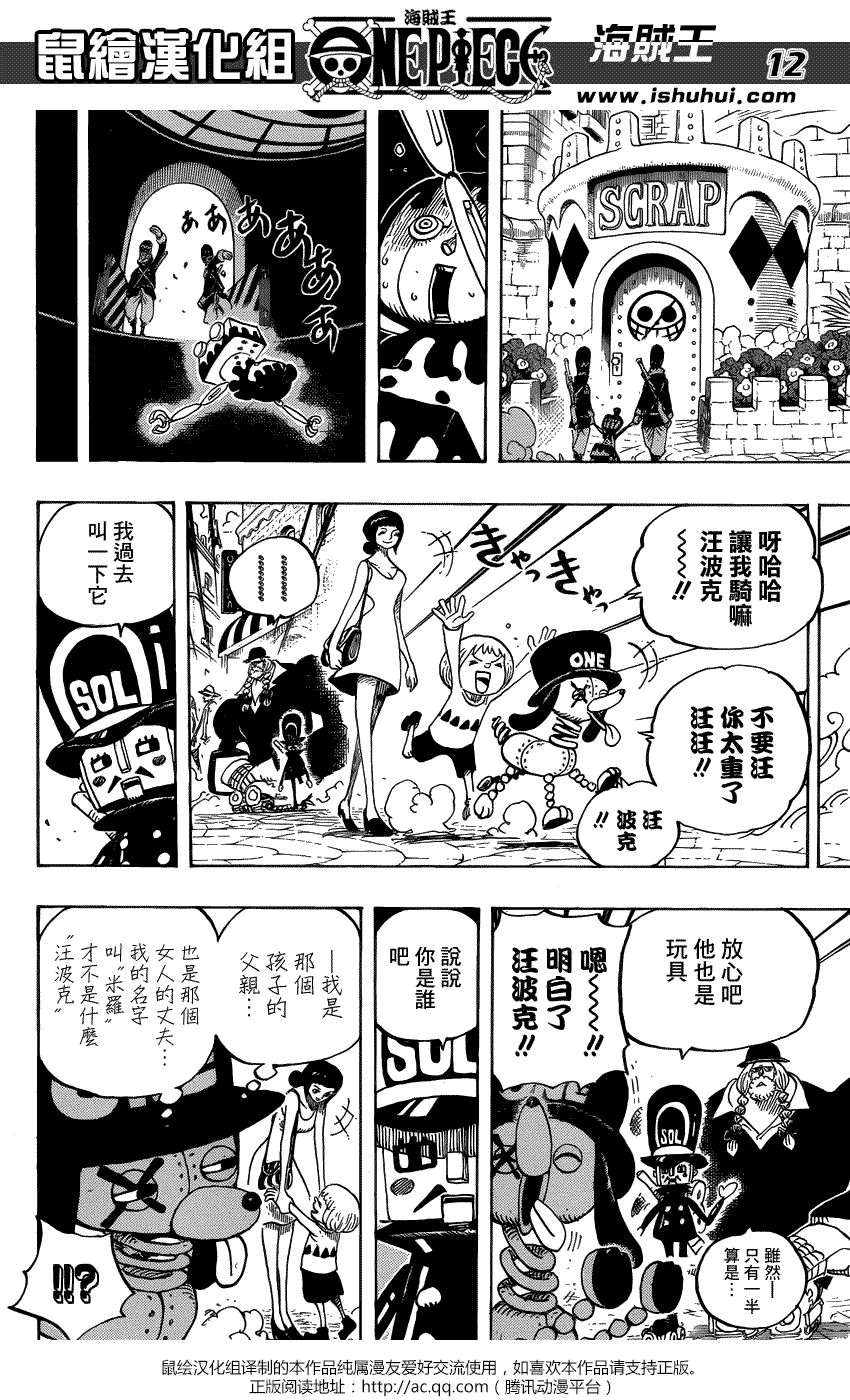 鼠繪漢化組
海賊王
ONE PIECE
海賊王
12
www.ishuhui.com
SCRAP
ああ
ああああ
呀哈哈
讓我騎嘛
汪波克
～～～!!
不要汪
你太重了
汪汪!!
汪
波克
!!
きゃっ
きゃっ
ONE
………
………
我過去
叫一下它
SOL
放心吧
他也是
玩具
雖然—
只有一半
算是…
嗯～～～!!
明白了
汪波克
!!
SOL
說說
你是誰
吧
SOL
—我是
那個
孩子的
父親…
也是那個
女人的丈夫…
我的名字
叫“米羅”
才不是什麼
“汪波克”
!!?
鼠绘汉化组译制的本作品纯属漫友爱好交流使用，如喜欢本作品请支持正版。
正版阅读地址：http://ac.qq.com（腾讯动漫平台）